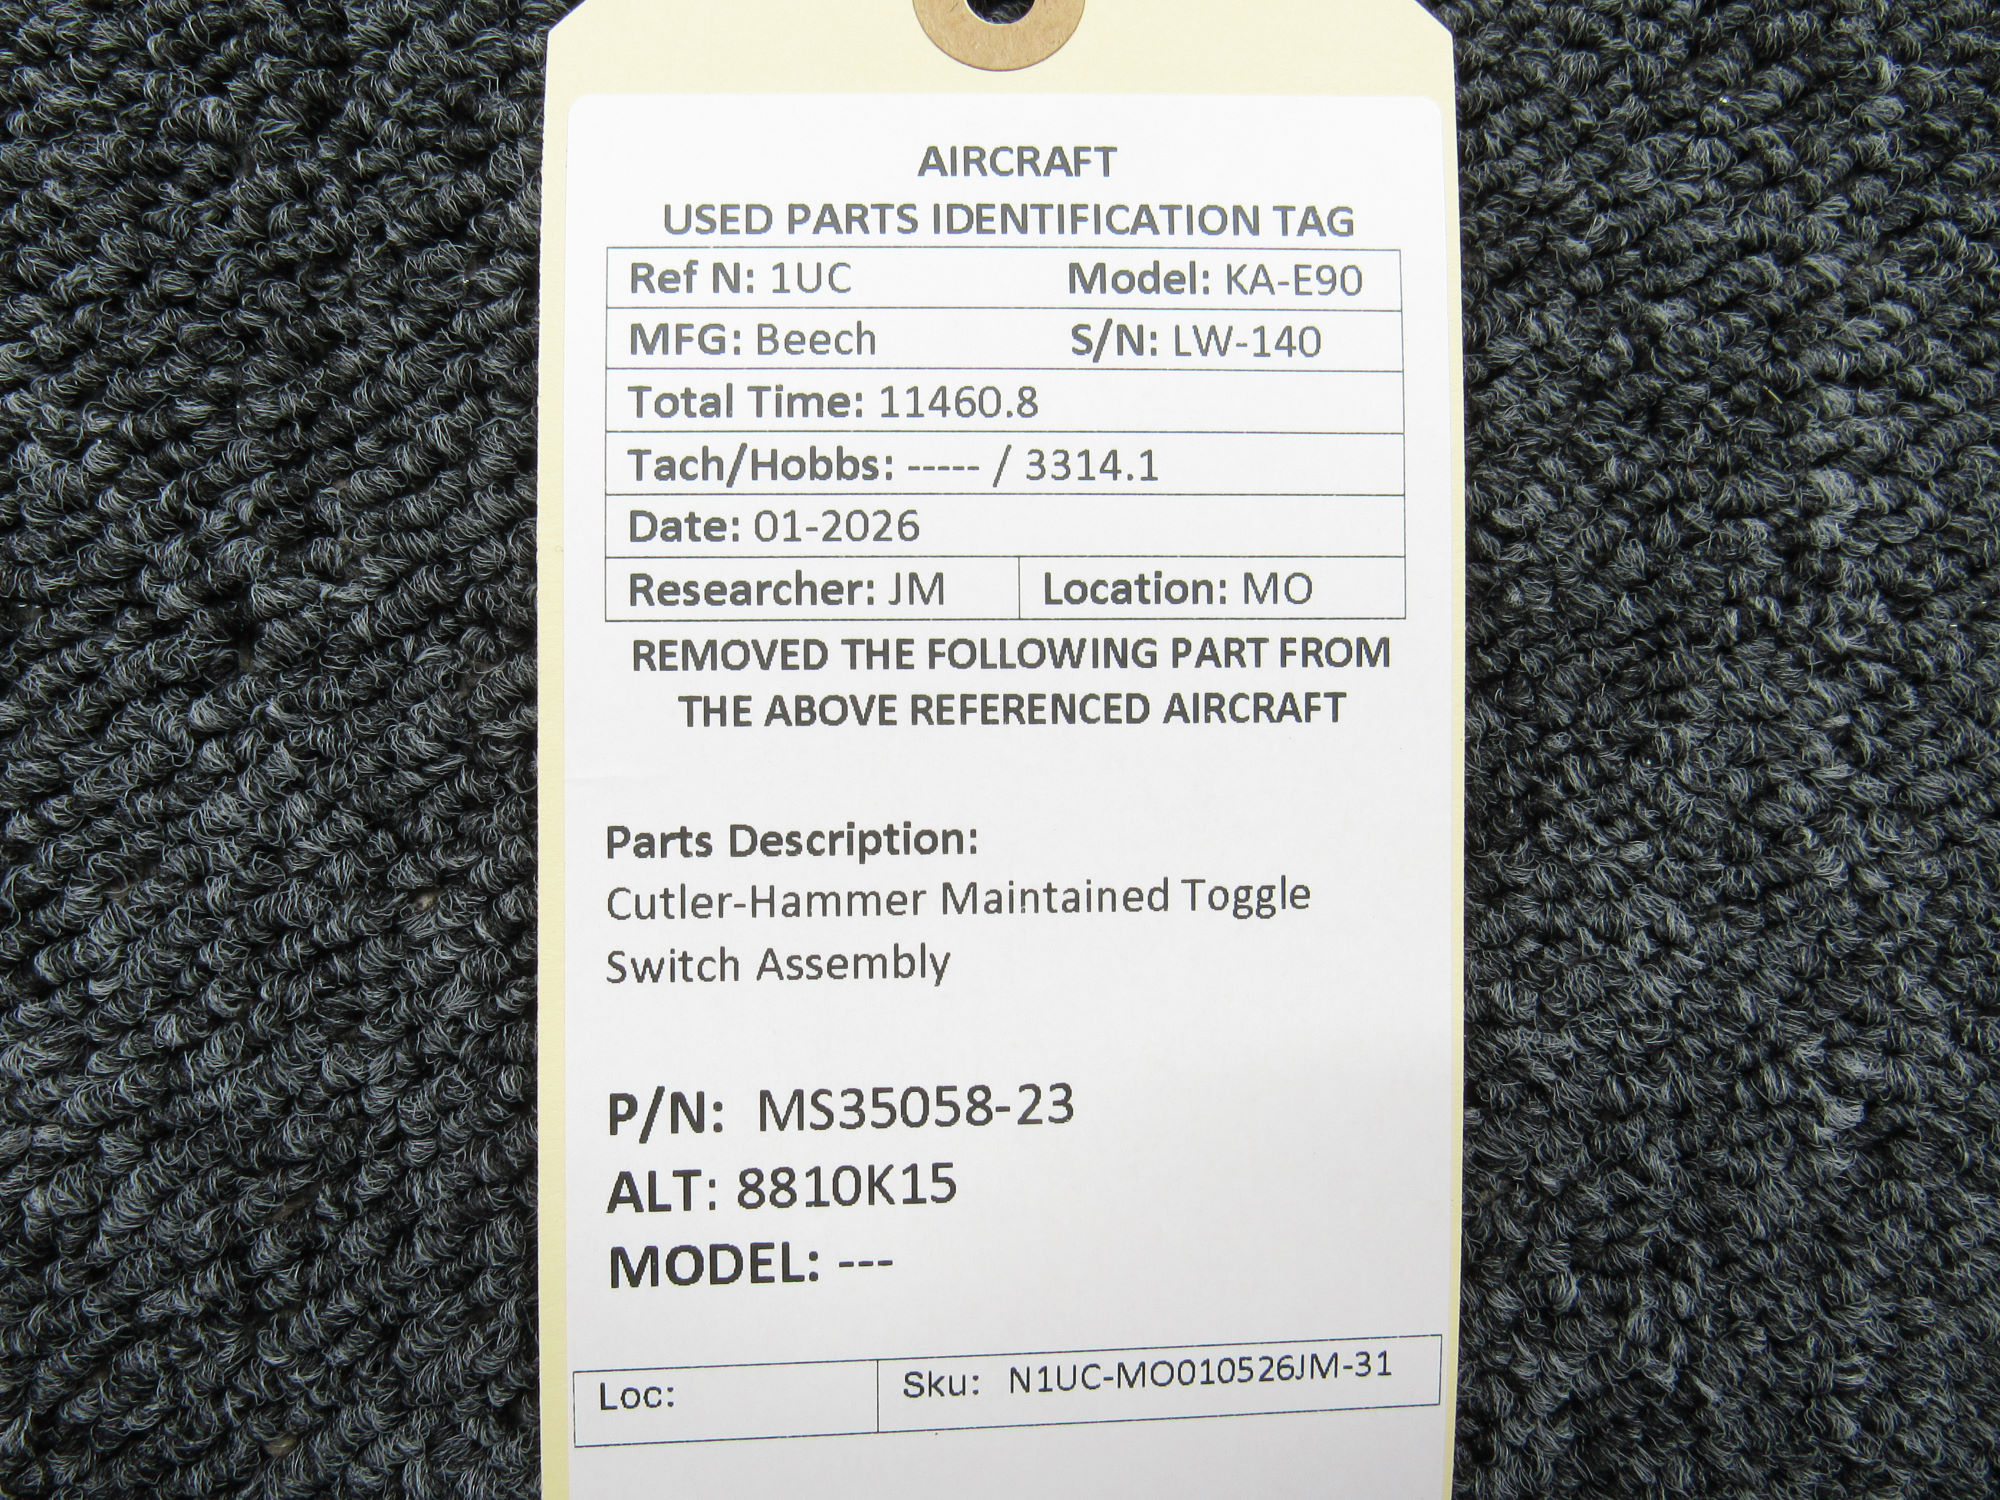 AIRCRAFT
USED PARTS IDENTIFICATION TAG
Ref N: 1UC Model: KA-E90
MFG: Beech S/N: LW-140
Total Time: 11460.8
Tach/Hobbs: ----- / 3314.1
Date: 01-2026
Researcher: JM Location: MO
REMOVED THE FOLLOWING PART FROM
THE ABOVE REFERENCED AIRCRAFT
Parts Description:
Cutler-Hammer Maintained Toggle
Switch Assembly
P/N: MS35058-23
ALT: 8810K15
MODEL: ---
Loc: Sku: N1UC-MO010526JM-31